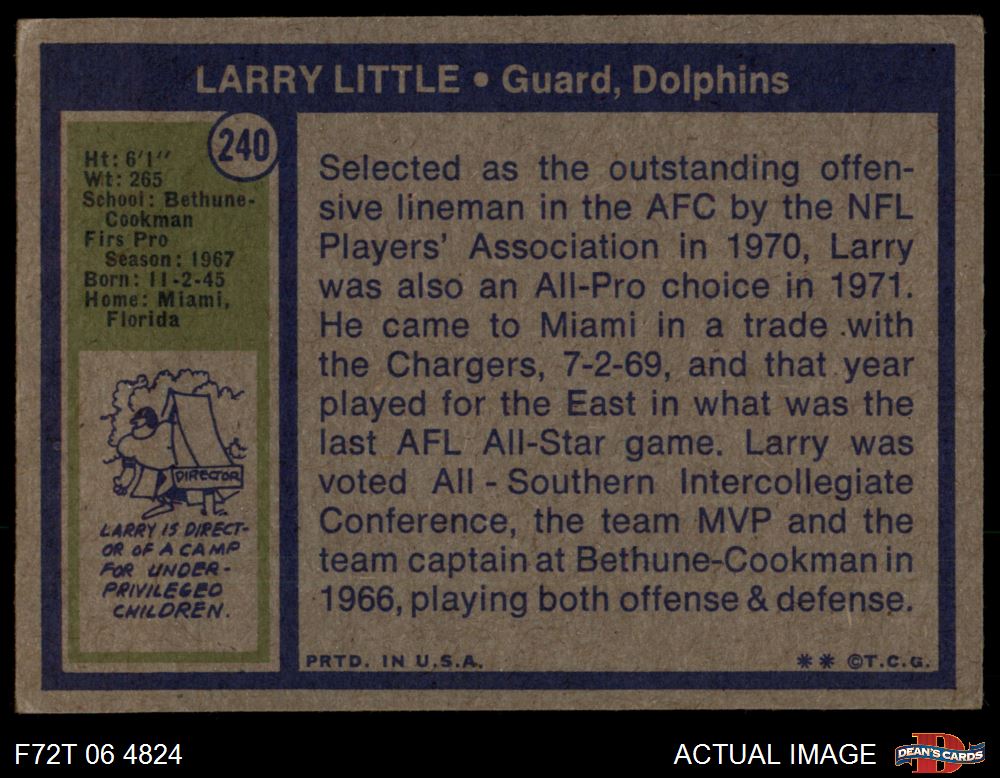 LARRY LITTLE • Guard, Dolphins
240
Ht: 6'1''
Wt: 265
School: Bethune-
Cookman
Firs Pro
Season: 1967
Born: 11-2-45
Home: Miami,
Florida
DIRECTOR
LARRY IS DIRECT-
OR OF A CAMP
FOR UNDER-
PRIVILEGED
CHILDREN.
Selected as the outstanding offen-
sive lineman in the AFC by the NFL
Players' Association in 1970, Larry
was also an All-Pro choice in 1971.
He came to Miami in a trade with
the Chargers, 7-2-69, and that year
played for the East in what was the
last AFL All-Star game. Larry was
voted All - Southern Intercollegiate
Conference, the team MVP and the
team captain at Bethune-Cookman in
1966, playing both offense & defense.
PRTD. IN U.S.A.
** ©T.C.G.
F72T 06 4824
ACTUAL IMAGE
D
DEAN'S CARDS